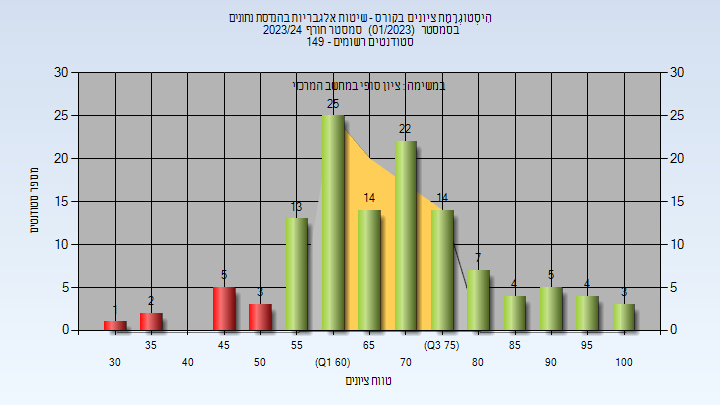 היסטוגרמת ציונים בקורס - שיטות אלגבריות בהנדסת נתונים
בסמסטר (01/2023) סמסטר חורף 2023/24
סטודנטים רשומים - 149
במשימה : ציון סופי במחשב המרכזי
מספר סטודנטים
30 25 20 15 10 5 0
1 2 5 3 13 25 14 22 14 7 4 5 4 3
30 25 20 15 10 5 0
35 45 55 65 (Q3 75) 85 95
30 40 50 (Q1 60) 70 80 90 100
טווח ציונים